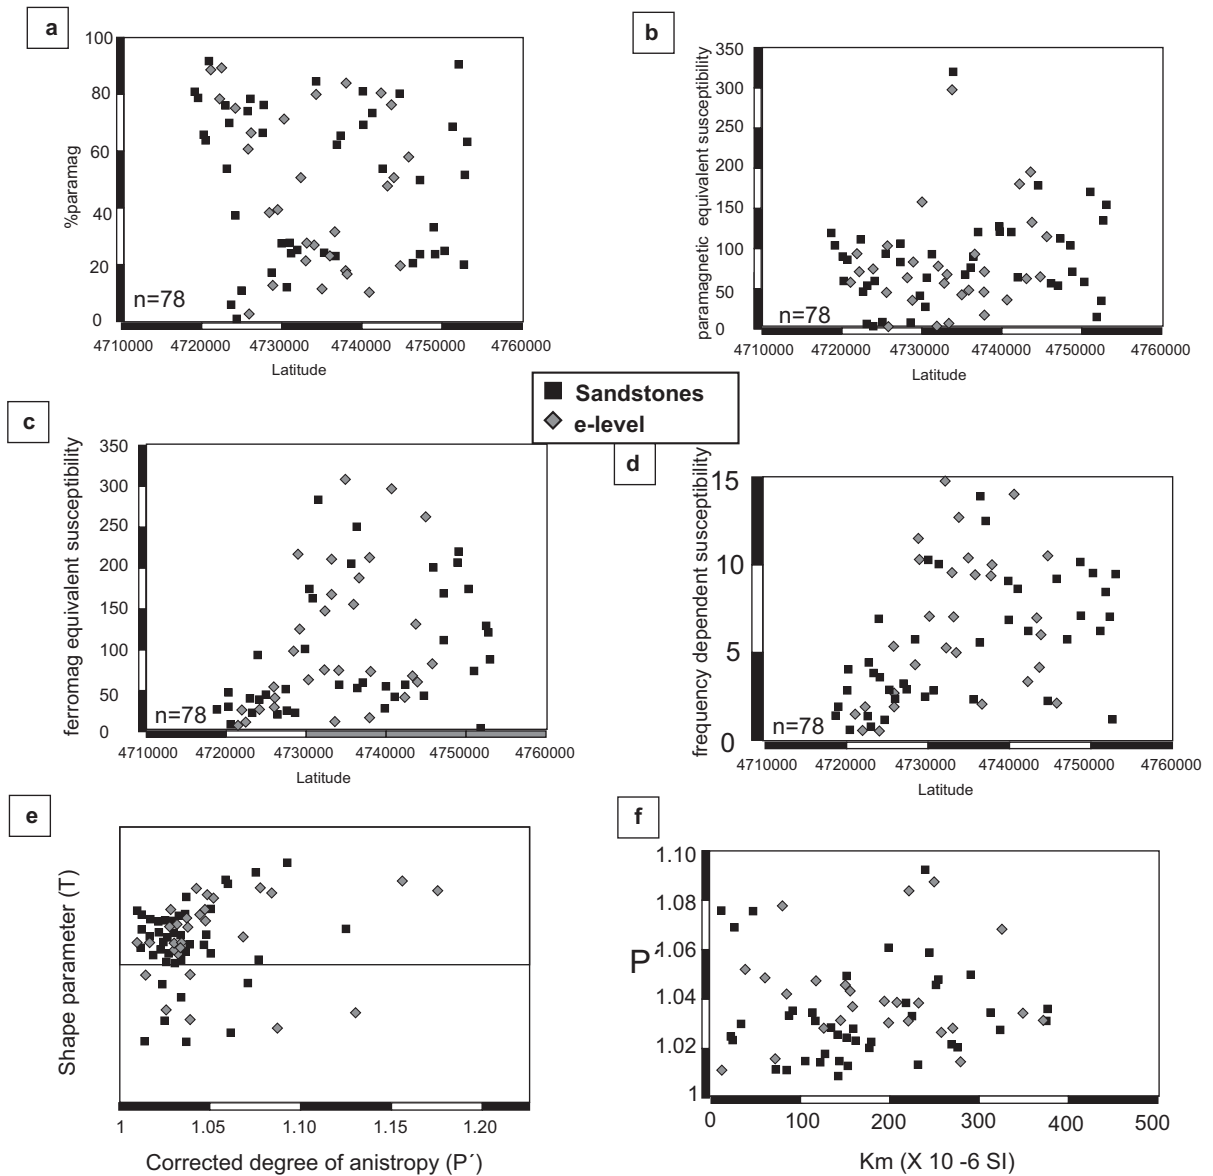 a
100
80
60
40
20
0
%paramag
n=78
4710000 4720000 4730000 4740000 4750000 4760000
Latitude
b
350
300
250
200
150
100
50
0
paramagnetic equivalent susceptibility
n=78
4710000 4720000 4730000 4740000 4750000 4760000
Latitude
Sandstones
e-level
c
350
300
250
200
150
100
50
0
ferromag equivalent susceptibility
n=78
4710000 4720000 4730000 4740000 4750000 4760000
Latitude
d
15
10
5
0
frequency dependent susceptibility
n=78
4710000 4720000 4730000 4740000 4750000 4760000
Latitude
e
Shape parameter (T)
1 1.05 1.10 1.15 1.20
Corrected degree of anistropy (P´)
f
1.10
1.08
1.06
1.04
1.02
1
P´
0 100 200 300 400 500
Km (X 10 -6 SI)